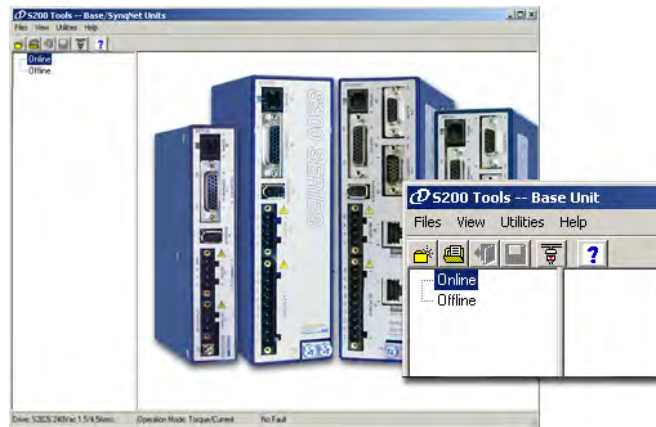 S200 Tools -- Base/SynqNet Units
Files View Utilities Help
?
Online
Offline
S300 SERIES
S200 Tools -- Base Unit
Files View Utilities Help
?
Online
Offline
Operation Mode: Torque/Current
No Fault